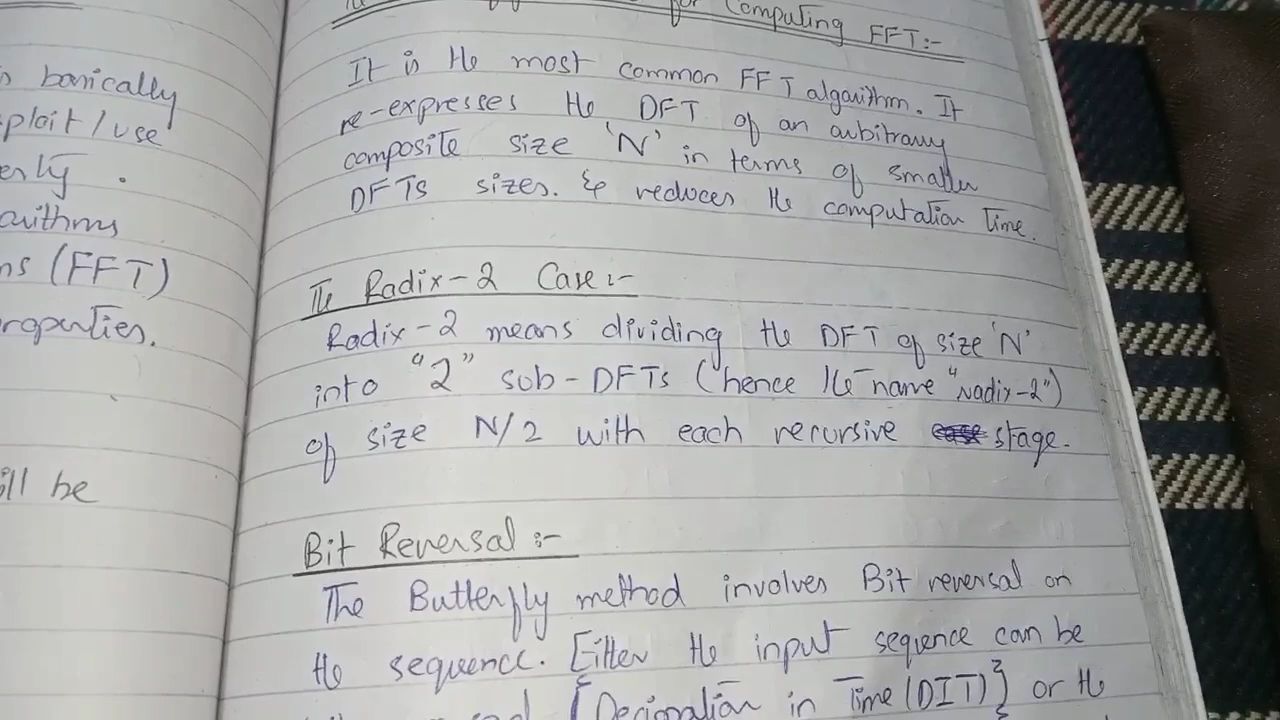 s basically
ploit/use
ently.
orithms
ns (FFT)
roperties.
ill be
for Computing FFT:-
It is the most common FFT algorithm. It
re-expresses the DFT of an arbitrary
composite size 'N' in terms of smaller
DFTs sizes. & reduces the computation time.
The Radix-2 Case:-
Radix-2 means dividing the DFT of size 'N'
into "2" sub-DFTs (hence the name "radix-2")
of size N/2 with each recursive stage.
Bit Reversal :-
The Butterfly method involves Bit reversal on
the sequence. [Either the input sequence can be
{Decimation in Time (DIT)} or the